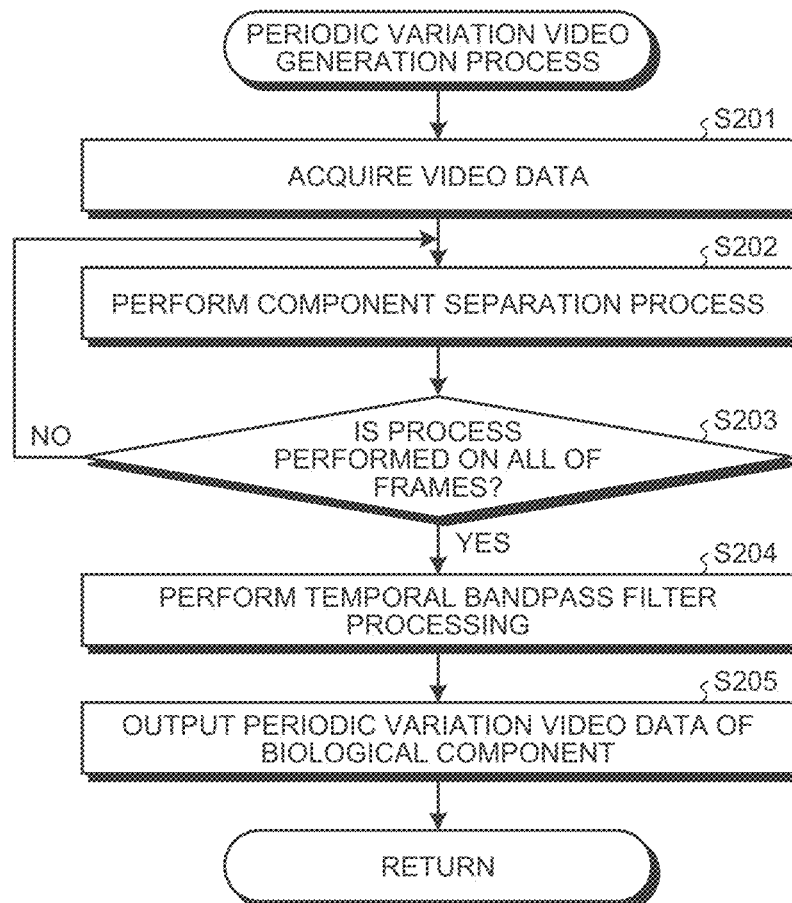 PERIODIC VARIATION VIDEO
GENERATION PROCESS
S201
ACQUIRE VIDEO DATA
S202
PERFORM COMPONENT SEPARATION PROCESS
S203
NO
IS PROCESS
PERFORMED ON ALL OF
FRAMES?
YES
S204
PERFORM TEMPORAL BANDPASS FILTER
PROCESSING
S205
OUTPUT PERIODIC VARIATION VIDEO DATA OF
BIOLOGICAL COMPONENT
RETURN